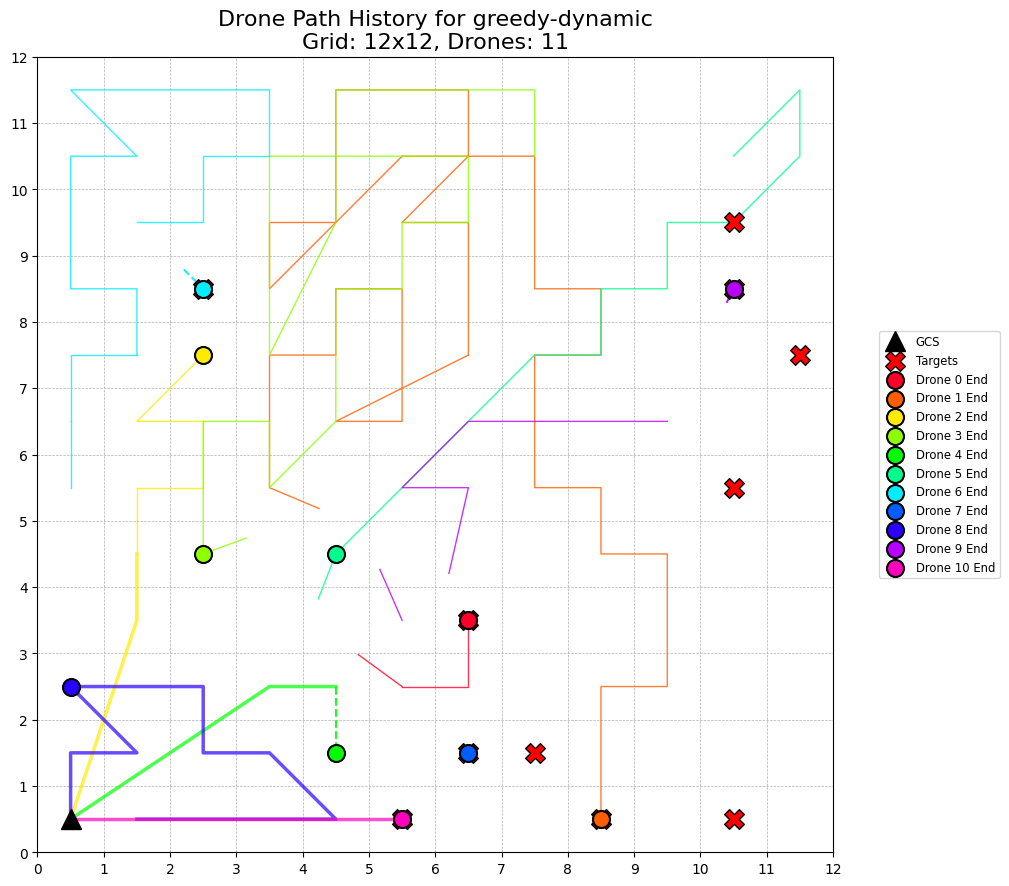 Drone Path History for greedy-dynamic
Grid: 12x12, Drones: 11
12
11
10
9
8
7
6
5
4
3
2
1
0
0 1 2 3 4 5 6 7 8 9 10 11 12
GCS
Targets
Drone 0 End
Drone 1 End
Drone 2 End
Drone 3 End
Drone 4 End
Drone 5 End
Drone 6 End
Drone 7 End
Drone 8 End
Drone 9 End
Drone 10 End